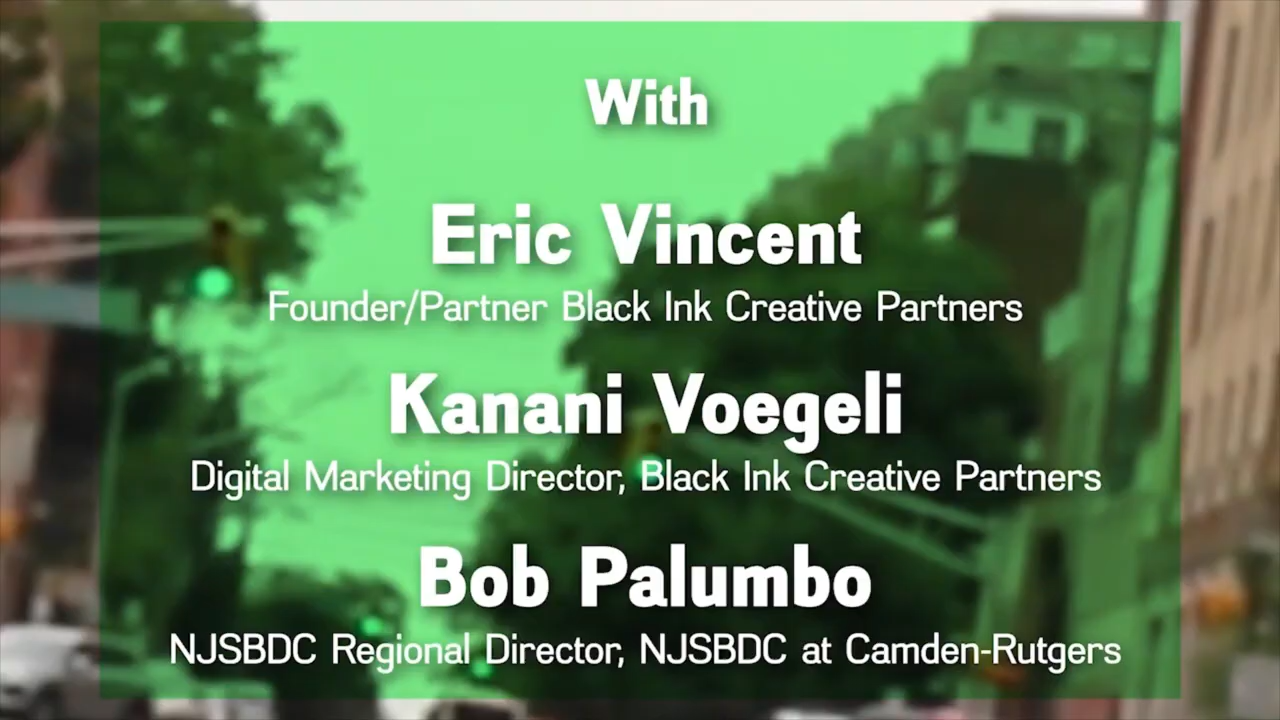 With
Eric Vincent
Founder/Partner Black Ink Creative Partners
Kanani Voegeli
Digital Marketing Director, Black Ink Creative Partners
Bob Palumbo
NJSBDC Regional Director, NJSBDC at Camden-Rutgers